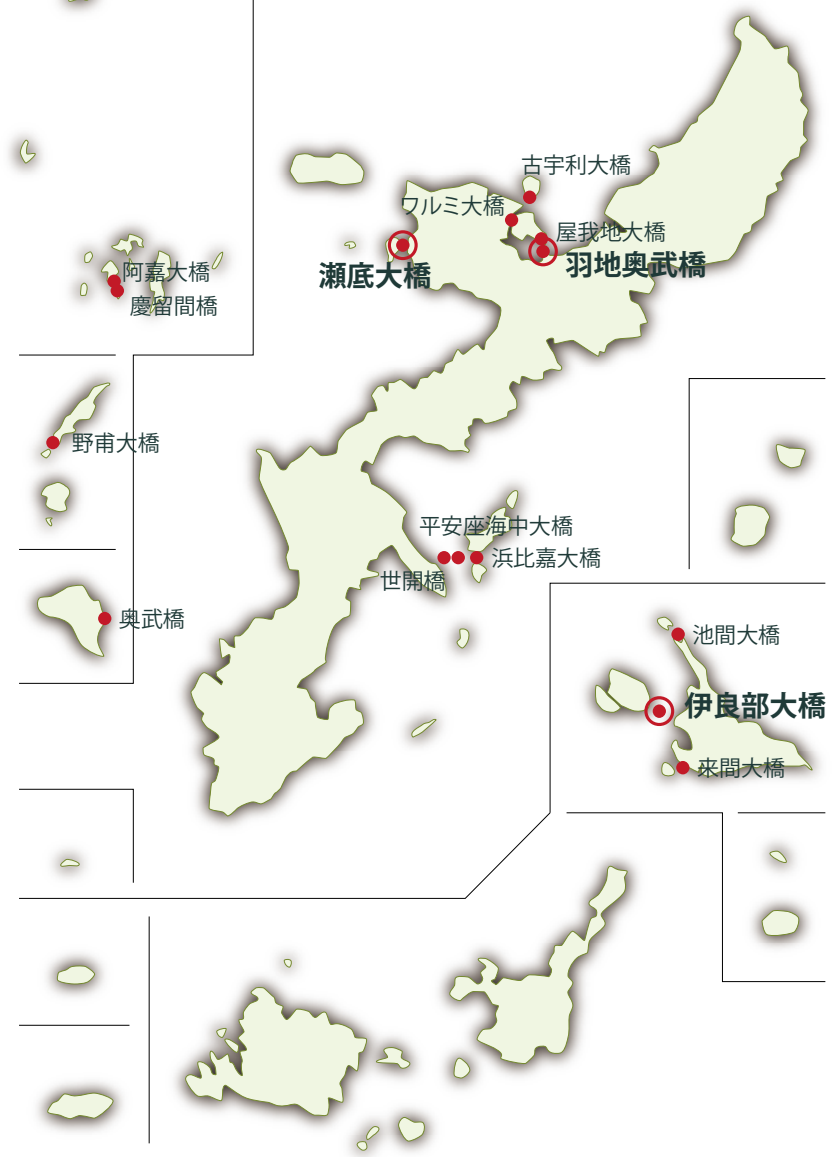 古宇利大橋
ワルミ大橋
屋我地大橋
羽地奥武橋
瀬底大橋
阿嘉大橋
慶留間橋
野甫大橋
平安座海中大橋
浜比嘉大橋
世開橋
奥武橋
池間大橋
伊良部大橋
来間大橋